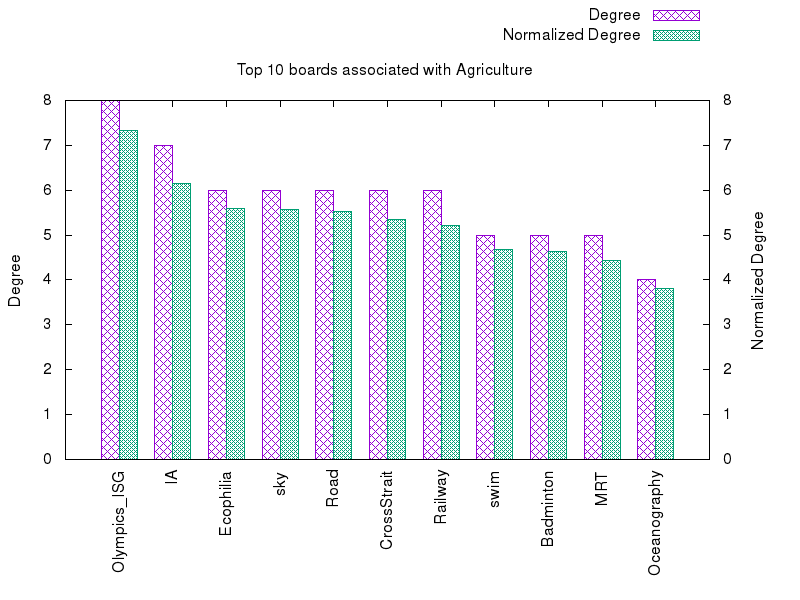 Degree
Normalized Degree
Top 10 boards associated with Agriculture
8
7
6
5
4
3
2
1
0
8
7
6
5
4
3
2
1
0
Degree
Normalized Degree
Olympics_ISG
IA
Ecophilia
sky
Road
CrossStrait
Railway
swim
Badminton
MRT
Oceanography